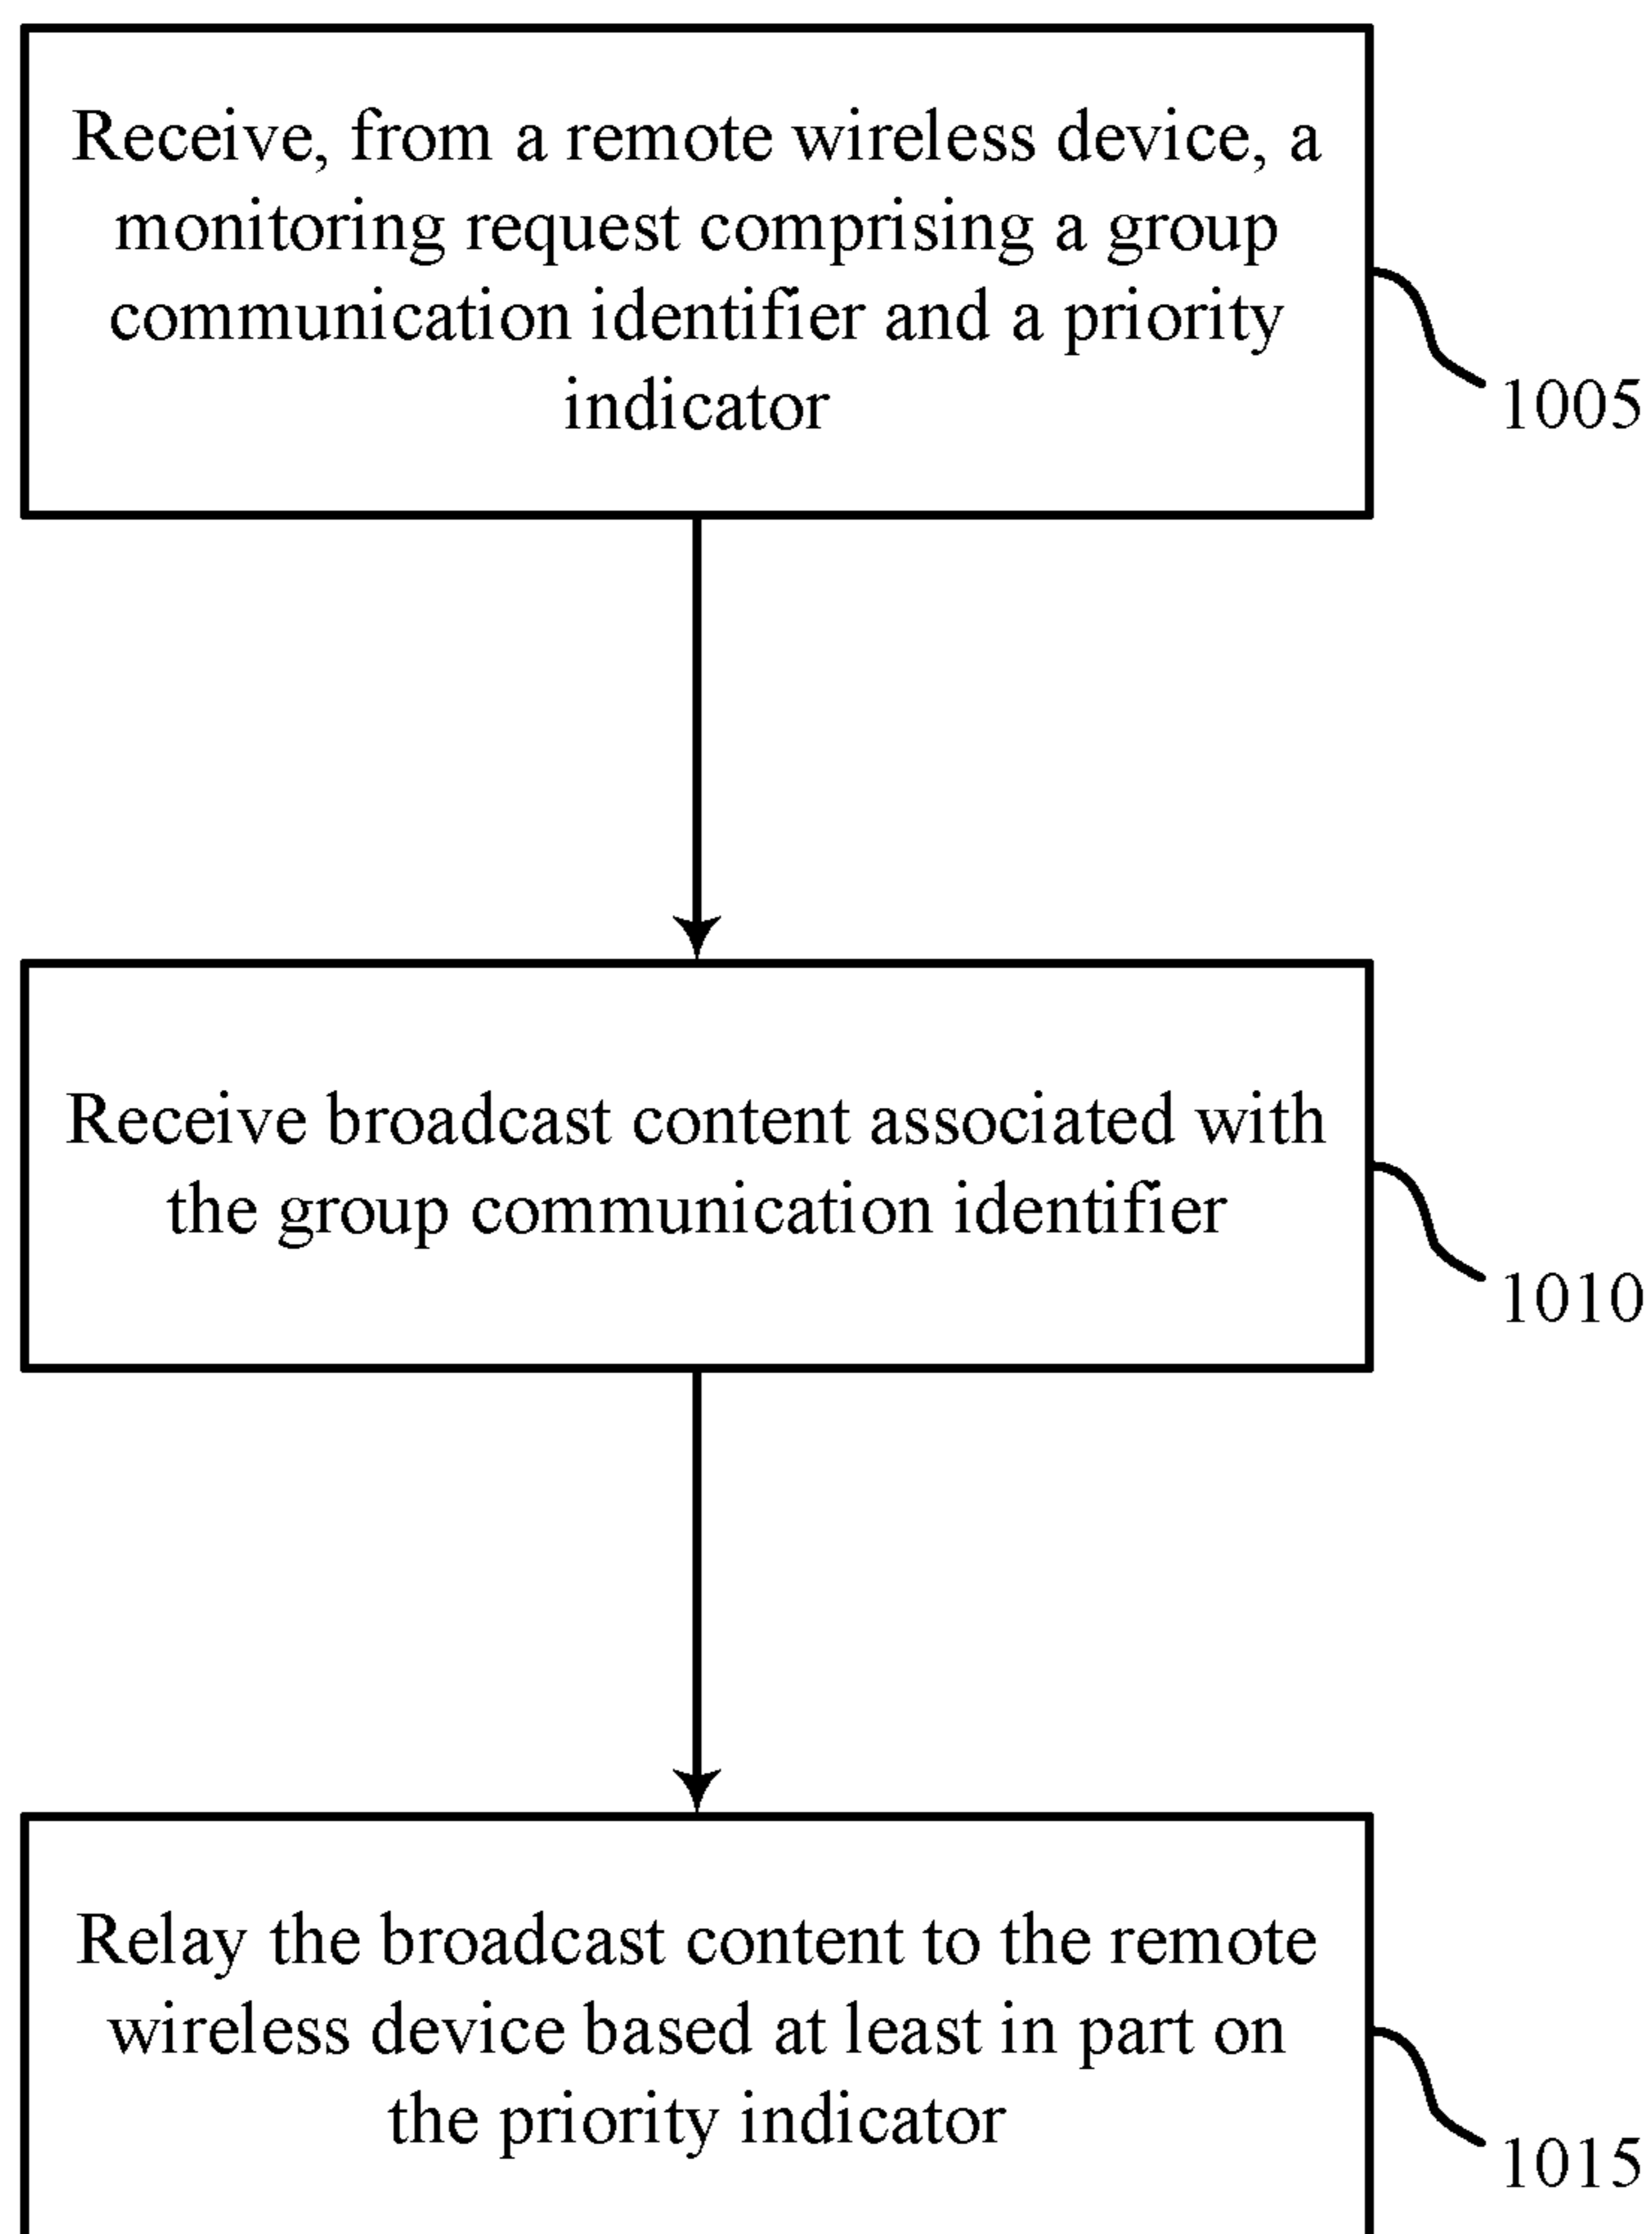 Receive, from a remote wireless device, a
monitoring request comprising a group
communication identifier and a priority
indicator
1005
Receive broadcast content associated with
the group communication identifier
1010
Relay the broadcast content to the remote
wireless device based at least in part on
the priority indicator
1015